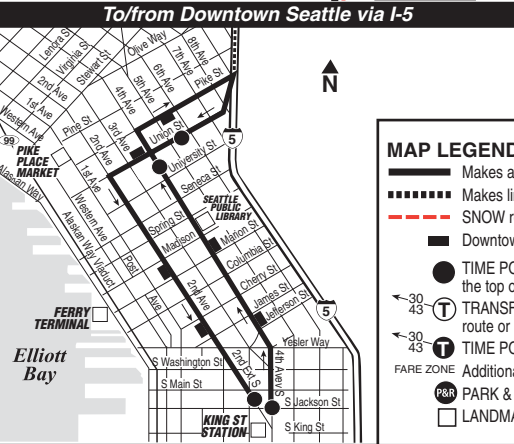 To/from Downtown Seattle via I-5
Lenora St
Virginia St
Stewart St
Olive Way
8th Ave
7th Ave
6th Ave
5th Ave
4th Ave
3rd Ave
2nd Ave
1st Ave
Western Ave
Pike St
N
99
Pine St
2nd Ave
Union St
5
PIKE
PLACE
MARKET
1st Ave
University St
Seneca St
Alaskan Way
Western Ave
Alaskan Way Viaduct
SEATTLE
PUBLIC
LIBRARY
Spring St
Madison
Marion St
Columbia St
Post
Ave
Cherry St
James St
Jefferson St
2nd Ave
5
FERRY
TERMINAL
Yesler Way
Elliott
Bay
S Washington St
2nd Ext S
4th Ave S
S Main St
S Jackson St
KING ST
STATION
S King St
MAP LEGEND
Makes a
Makes li
SNOW r
Downtow
TIME PO
the top o
30
43
T
TRANSF
route or
30
43
T
TIME PO
FARE ZONE
Additiona
P&R
PARK &
LANDMA